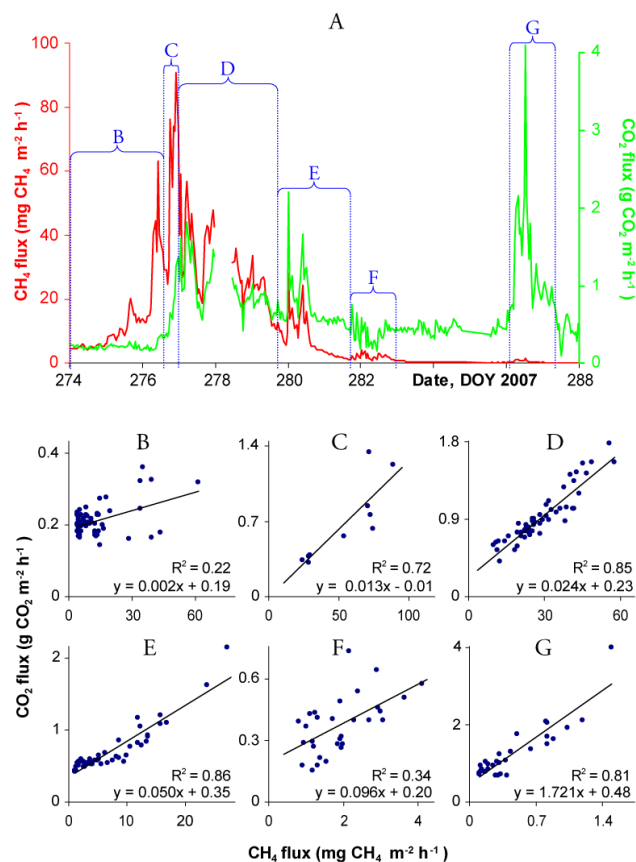 A
CH₄ flux (mg CH₄ m⁻² h⁻¹)
100
80
60
40
20
0
B
C
D
E
F
G
4
3
2
1
0
CO₂ flux (g CO₂ m⁻² h⁻¹)
274
276
278
280
282
Date, DOY 2007
288
B
0.4
0.2
0
R² = 0.22
y = 0.002x + 0.19
0
20
40
60
C
1.4
0.7
0
R² = 0.72
y = 0.013x - 0.01
0
50
100
D
1.8
0.9
0
R² = 0.85
y = 0.024x + 0.23
0
15
30
45
60
CO₂ flux (g CO₂ m⁻² h⁻¹)
E
2
1
0
R² = 0.86
y = 0.050x + 0.35
0
10
20
F
0.6
0.3
0.0
R² = 0.34
y = 0.096x + 0.20
0
2
4
G
4
2
0
R² = 0.81
y = 1.721x + 0.48
0
0.7
1.4
CH₄ flux (mg CH₄ m⁻² h⁻¹)